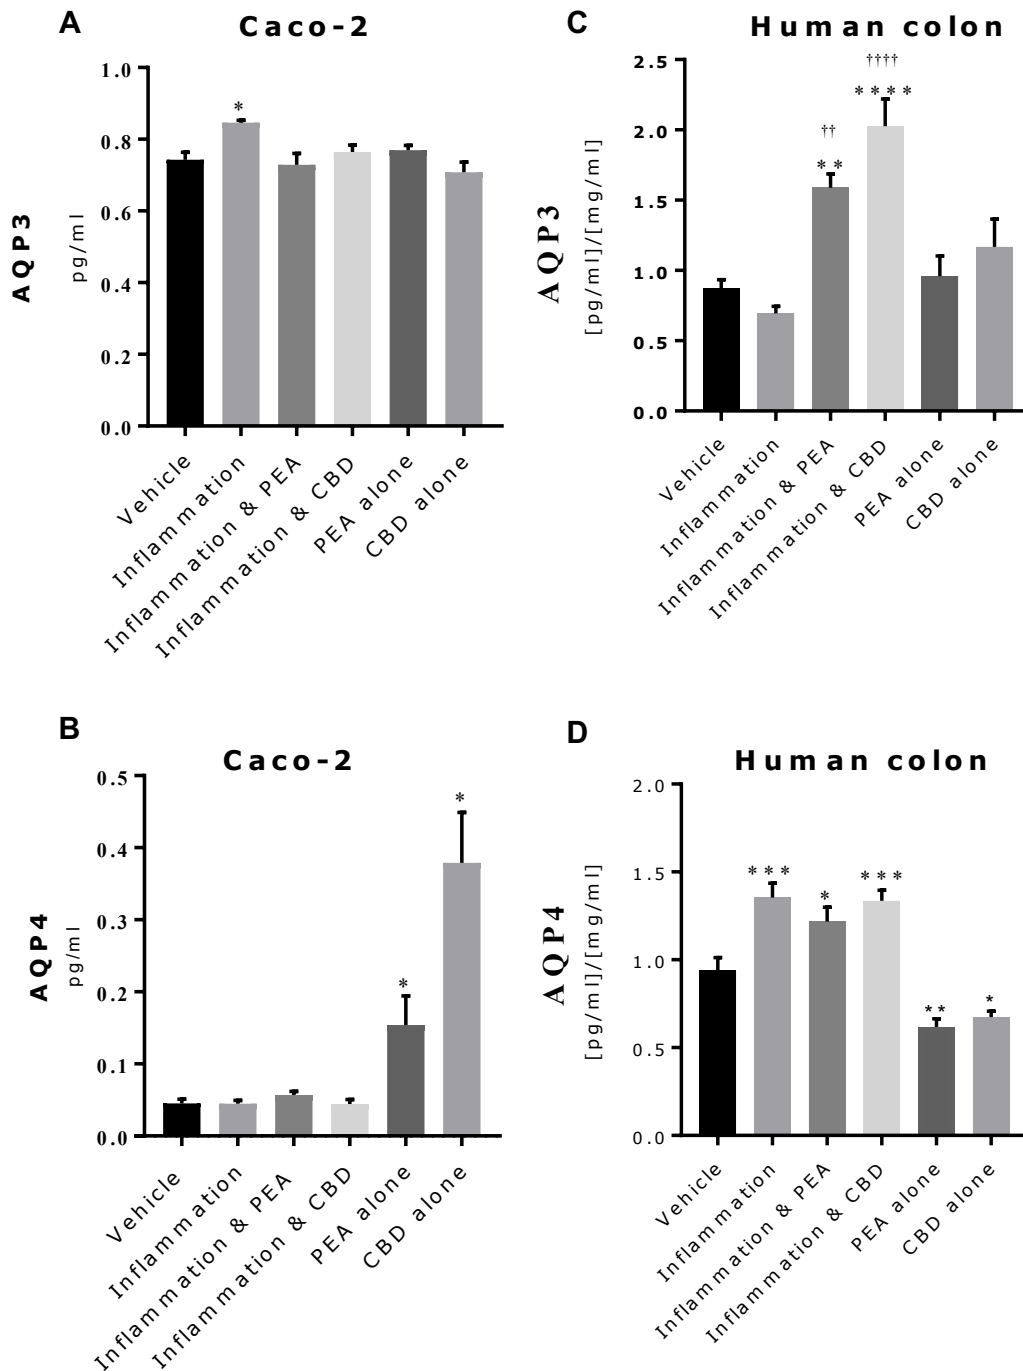 A
Caco-2
AQP3
pg/ml
1.0
0.8
0.6
0.4
0.2
0.0
*
Vehicle
Inflammation
Inflammation & PEA
Inflammation & CBD
PEA alone
CBD alone
C
Human colon
AQP3
[pg/ml]/[mg/ml]
2.5
2.0
1.5
1.0
0.5
0.0
††
**
††††
****
Vehicle
Inflammation
Inflammation & PEA
Inflammation & CBD
PEA alone
CBD alone
B
Caco-2
AQP4
pg/ml
0.5
0.4
0.3
0.2
0.1
0.0
*
*
Vehicle
Inflammation
Inflammation & PEA
Inflammation & CBD
PEA alone
CBD alone
D
Human colon
AQP4
[pg/ml]/[mg/ml]
2.0
1.5
1.0
0.5
0.0
***
*
***
**
*
Vehicle
Inflammation
Inflammation & PEA
Inflammation & CBD
PEA alone
CBD alone